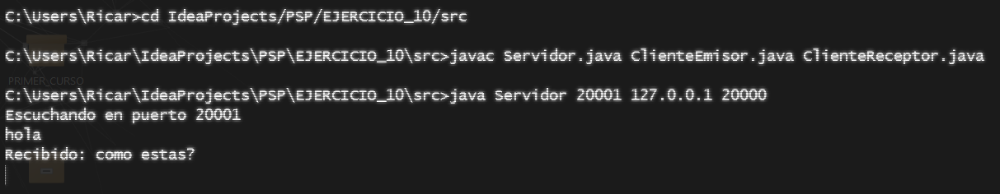 C:\Users\Ricar>cd IdeaProjects/PSP/EJERCICIO_10/src
C:\Users\Ricar\IdeaProjects\PSP\EJERCICIO_10\src>javac Servidor.java ClienteEmisor.java ClienteReceptor.java
PRIMER_CURSO
C:\Users\Ricar\IdeaProjects\PSP\EJERCICIO_10\src>java Servidor 20001 127.0.0.1 20000
Escuchando en puerto 20001
hola
Recibido: como estas?